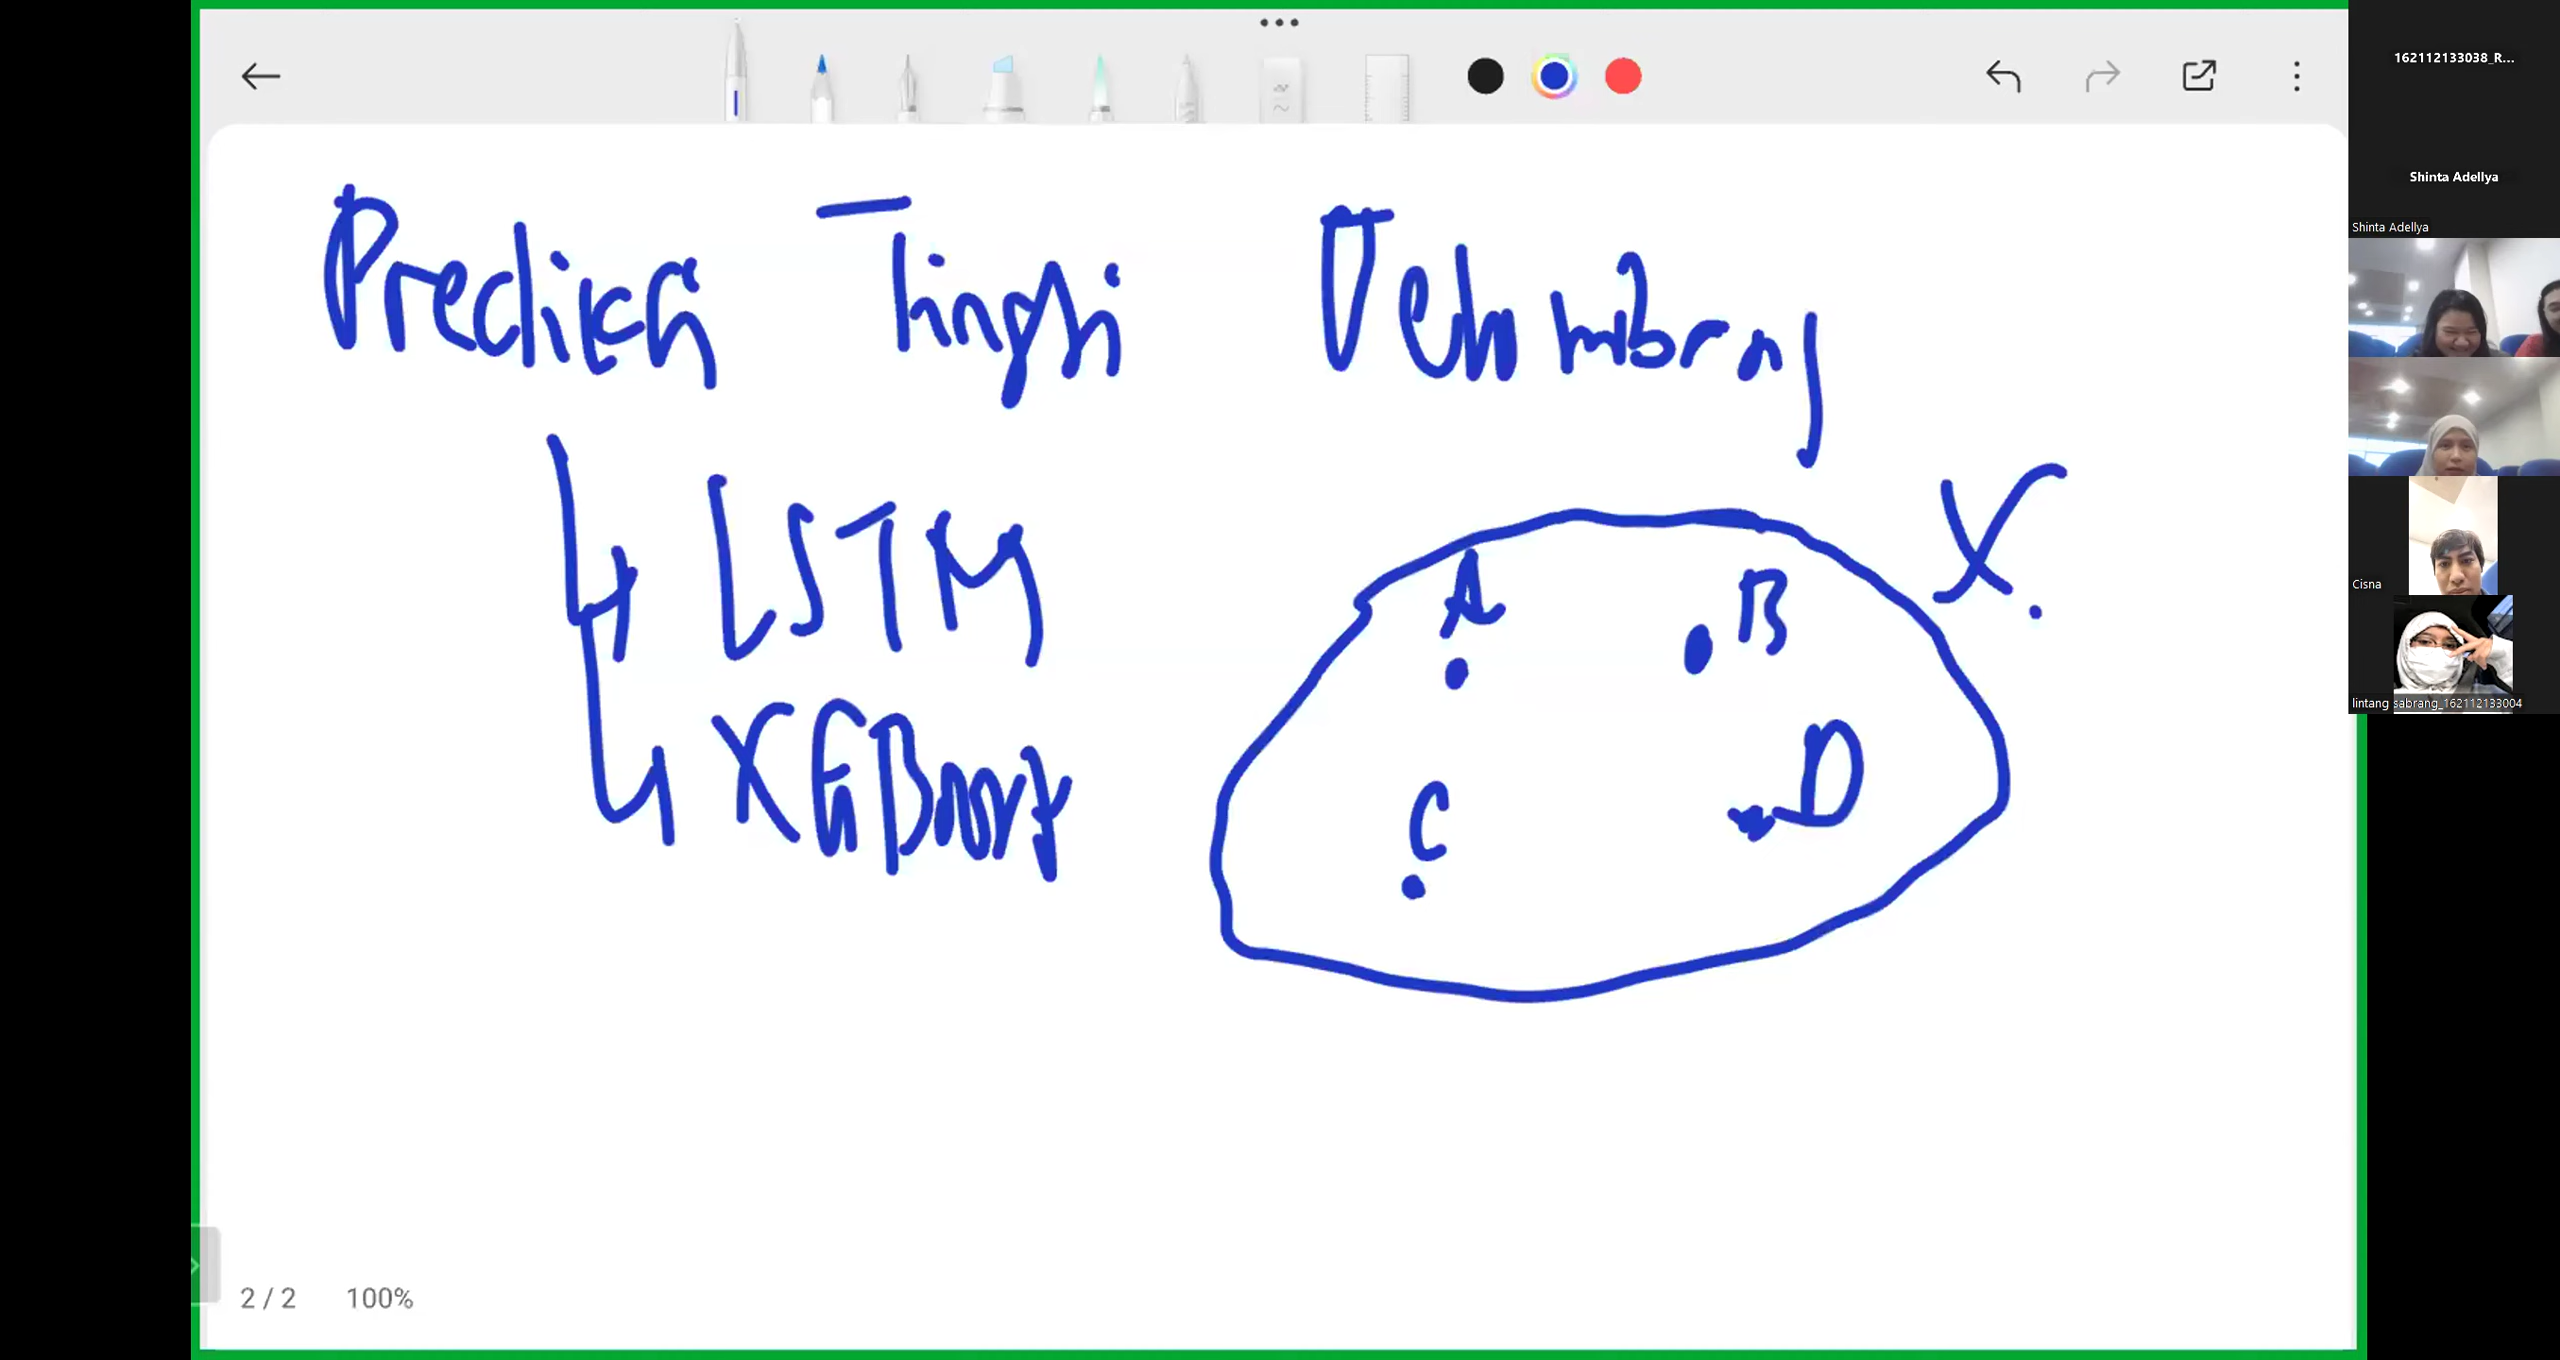 162112133038_R...
Shinta Adellya
Shinta Adellya
Prediksi Tinggi Gelombang
LSTM
XGBoost
X
A
B
C
D
Cisna
lintang sabrang_162112133004
2 / 2 100%